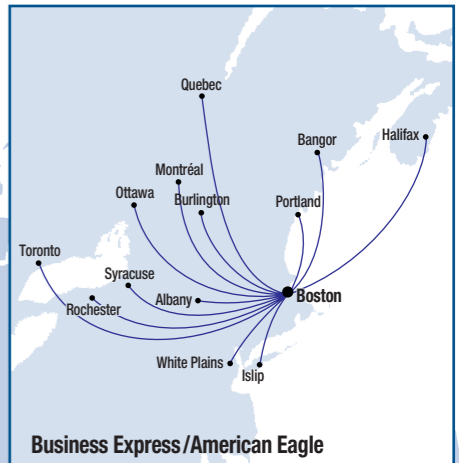 Quebec
Bangor
Halifax
Montréal
Ottawa
Burlington
Portland
Toronto
Syracuse
Rochester
Albany
Boston
White Plains
Islip
Business Express/American Eagle